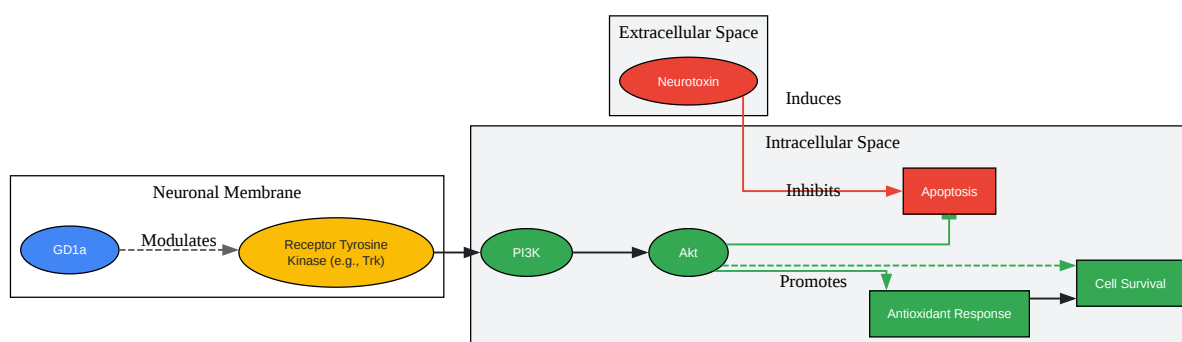 Extracellular Space
Neurotoxin
Induces
Intracellular Space
Neuronal Membrane
Inhibits
Apoptosis
GD1a
Modulates
Receptor Tyrosine
Kinase (e.g., Trk)
PI3K
Akt
Promotes
Cell Survival
Antioxidant Response